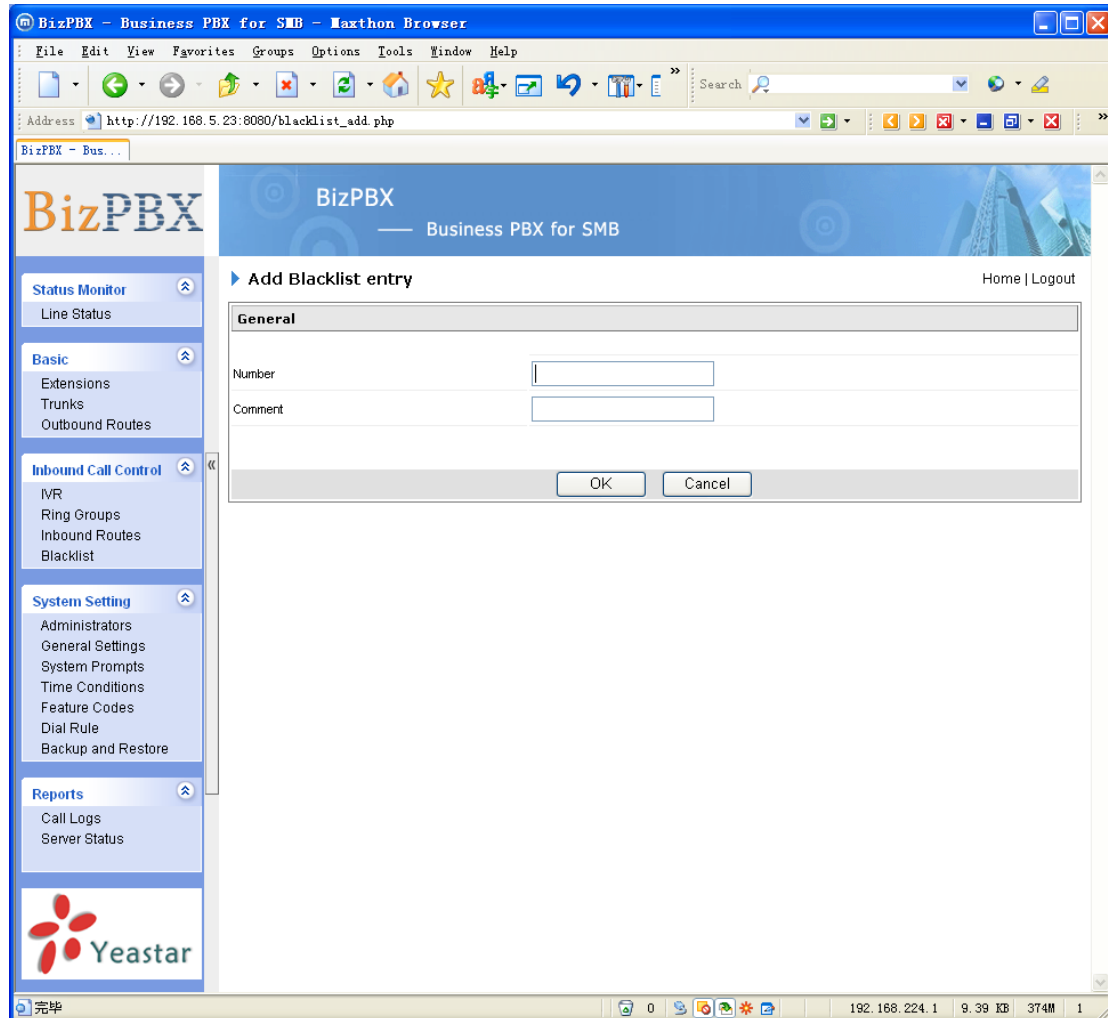 BizPBX - Business PBX for SMB - Maxthon Browser
File Edit View Favorites Groups Options Tools Window Help
Search
Address http://192.168.5.23:8080/blacklist_add.php
BizPBX - Bus...
BizPBX
BizPBX
Business PBX for SMB
Add Blacklist entry
Home | Logout
General
Number
Comment
OK Cancel
Status Monitor
Line Status
Basic
Extensions
Trunks
Outbound Routes
Inbound Call Control
IVR
Ring Groups
Inbound Routes
Blacklist
System Setting
Administrators
General Settings
System Prompts
Time Conditions
Feature Codes
Dial Rule
Backup and Restore
Reports
Call Logs
Server Status
Yeastar
完毕 0 192.168.224.1 9.39 KB 374M 1